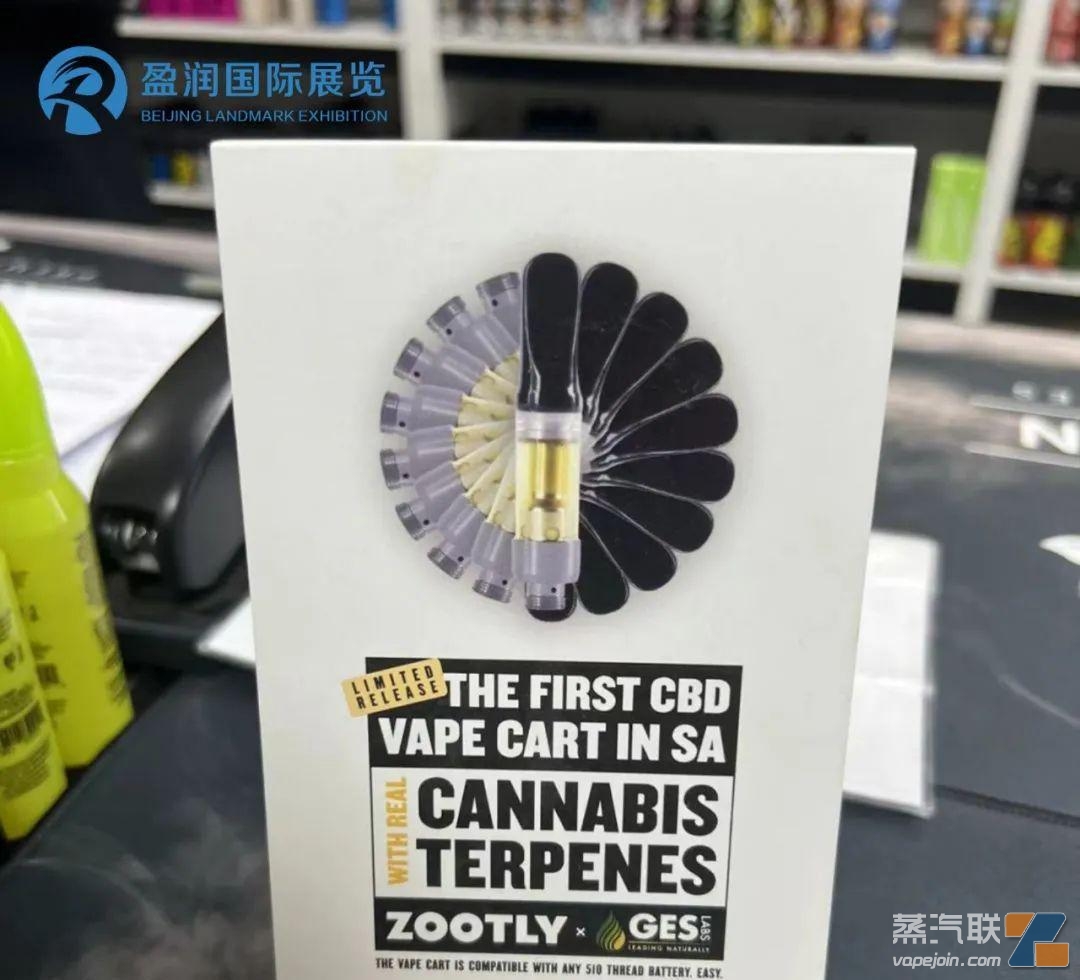 盈润国际展览
BEIJING LANDMARK EXHIBITION
LIMITED
RELEASE
THE FIRST CBD
VAPE CART IN SA
WITH REAL
CANNABIS
TERPENES
ZOOTLY × GES LABS
LEADING NATURALLY
THE VAPE CART IS COMPATIBLE WITH ANY 510 THREAD BATTERY. EASY.
蒸汽联
vapejoin.com